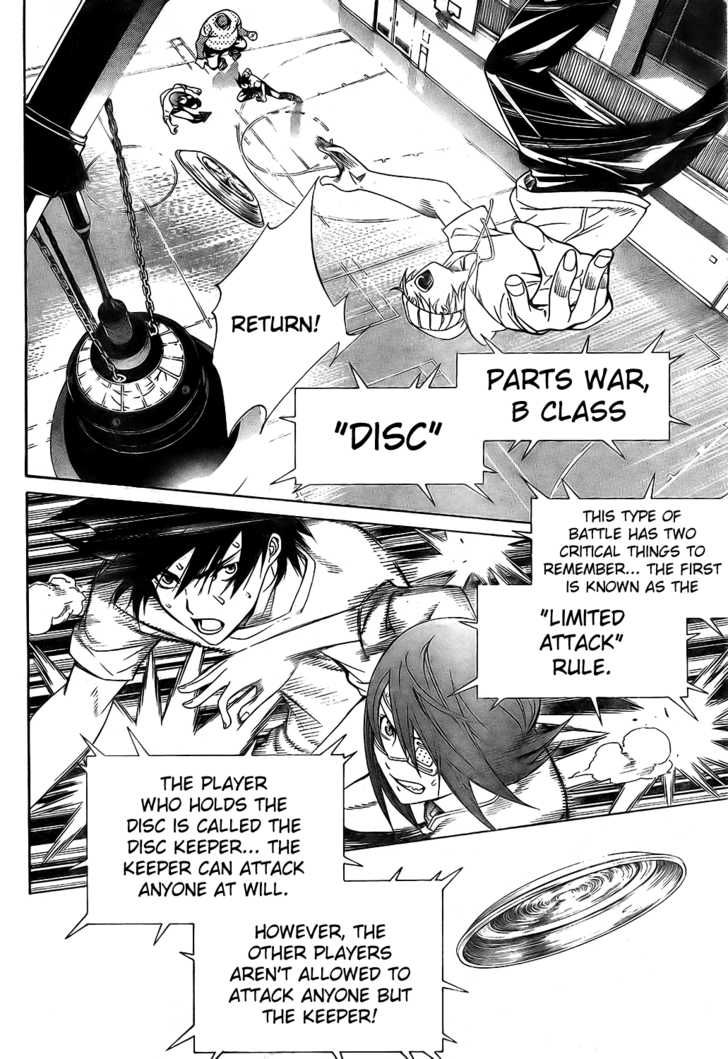 RETURN!
PARTS WAR,
B CLASS
"DISC"
THIS TYPE OF
BATTLE HAS TWO
CRITICAL THINGS TO
REMEMBER... THE FIRST
IS KNOWN AS THE
"LIMITED
ATTACK"
RULE.
THE PLAYER
WHO HOLDS THE
DISC IS CALLED THE
DISC KEEPER... THE
KEEPER CAN ATTACK
ANYONE AT WILL.
HOWEVER, THE
OTHER PLAYERS
AREN'T ALLOWED TO
ATTACK ANYONE BUT
THE KEEPER!